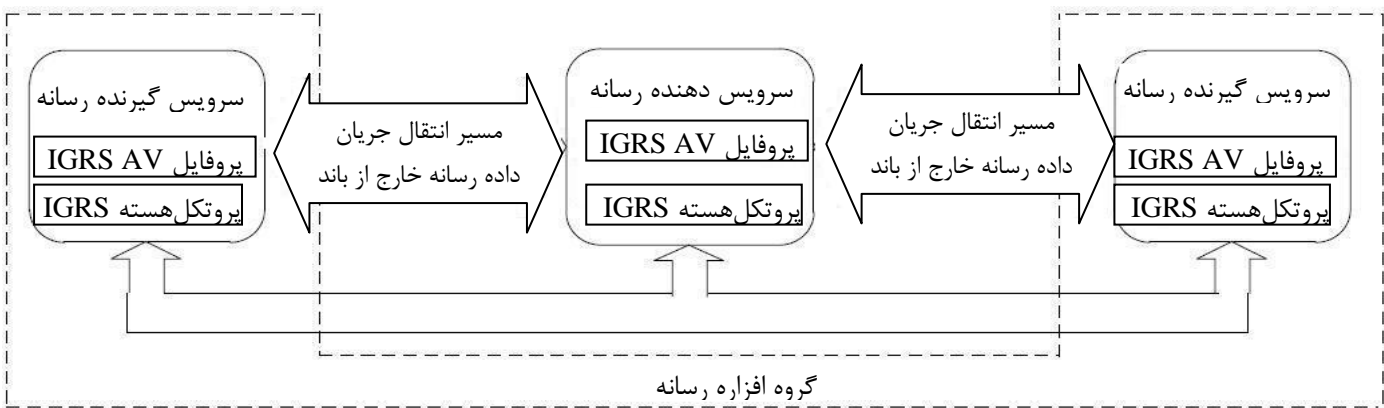 سرویس گیرنده رسانه
پروفایل IGRS AV
پروتکل هسته IGRS
مسیر انتقال جریان
داده رسانه خارج از باند
سرویس دهنده رسانه
پروفایل IGRS AV
پروتکل هسته IGRS
مسیر انتقال جریان
داده رسانه خارج از باند
سرویس گیرنده رسانه
پروفایل IGRS AV
پروتکل هسته IGRS
گروه افزاره رسانه